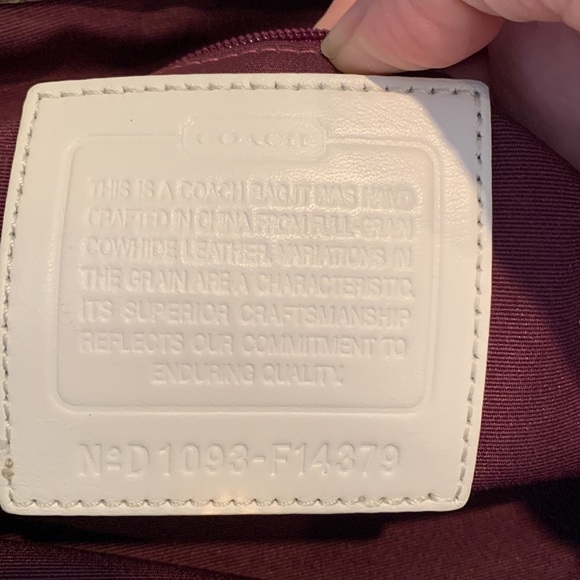 COACH
THIS IS A COACH BAG.IT WAS HAND
CRAFTED IN CHINA FROM FULL-GRAIN
COWHIDE LEATHER. VARIATIONS IN
THE GRAIN ARE A CHARACTERISTIC.
ITS SUPERIOR CRAFTSMANSHIP
REFLECTS OUR COMMITMENT TO
ENDURING QUALITY.
NºD1093-F14379